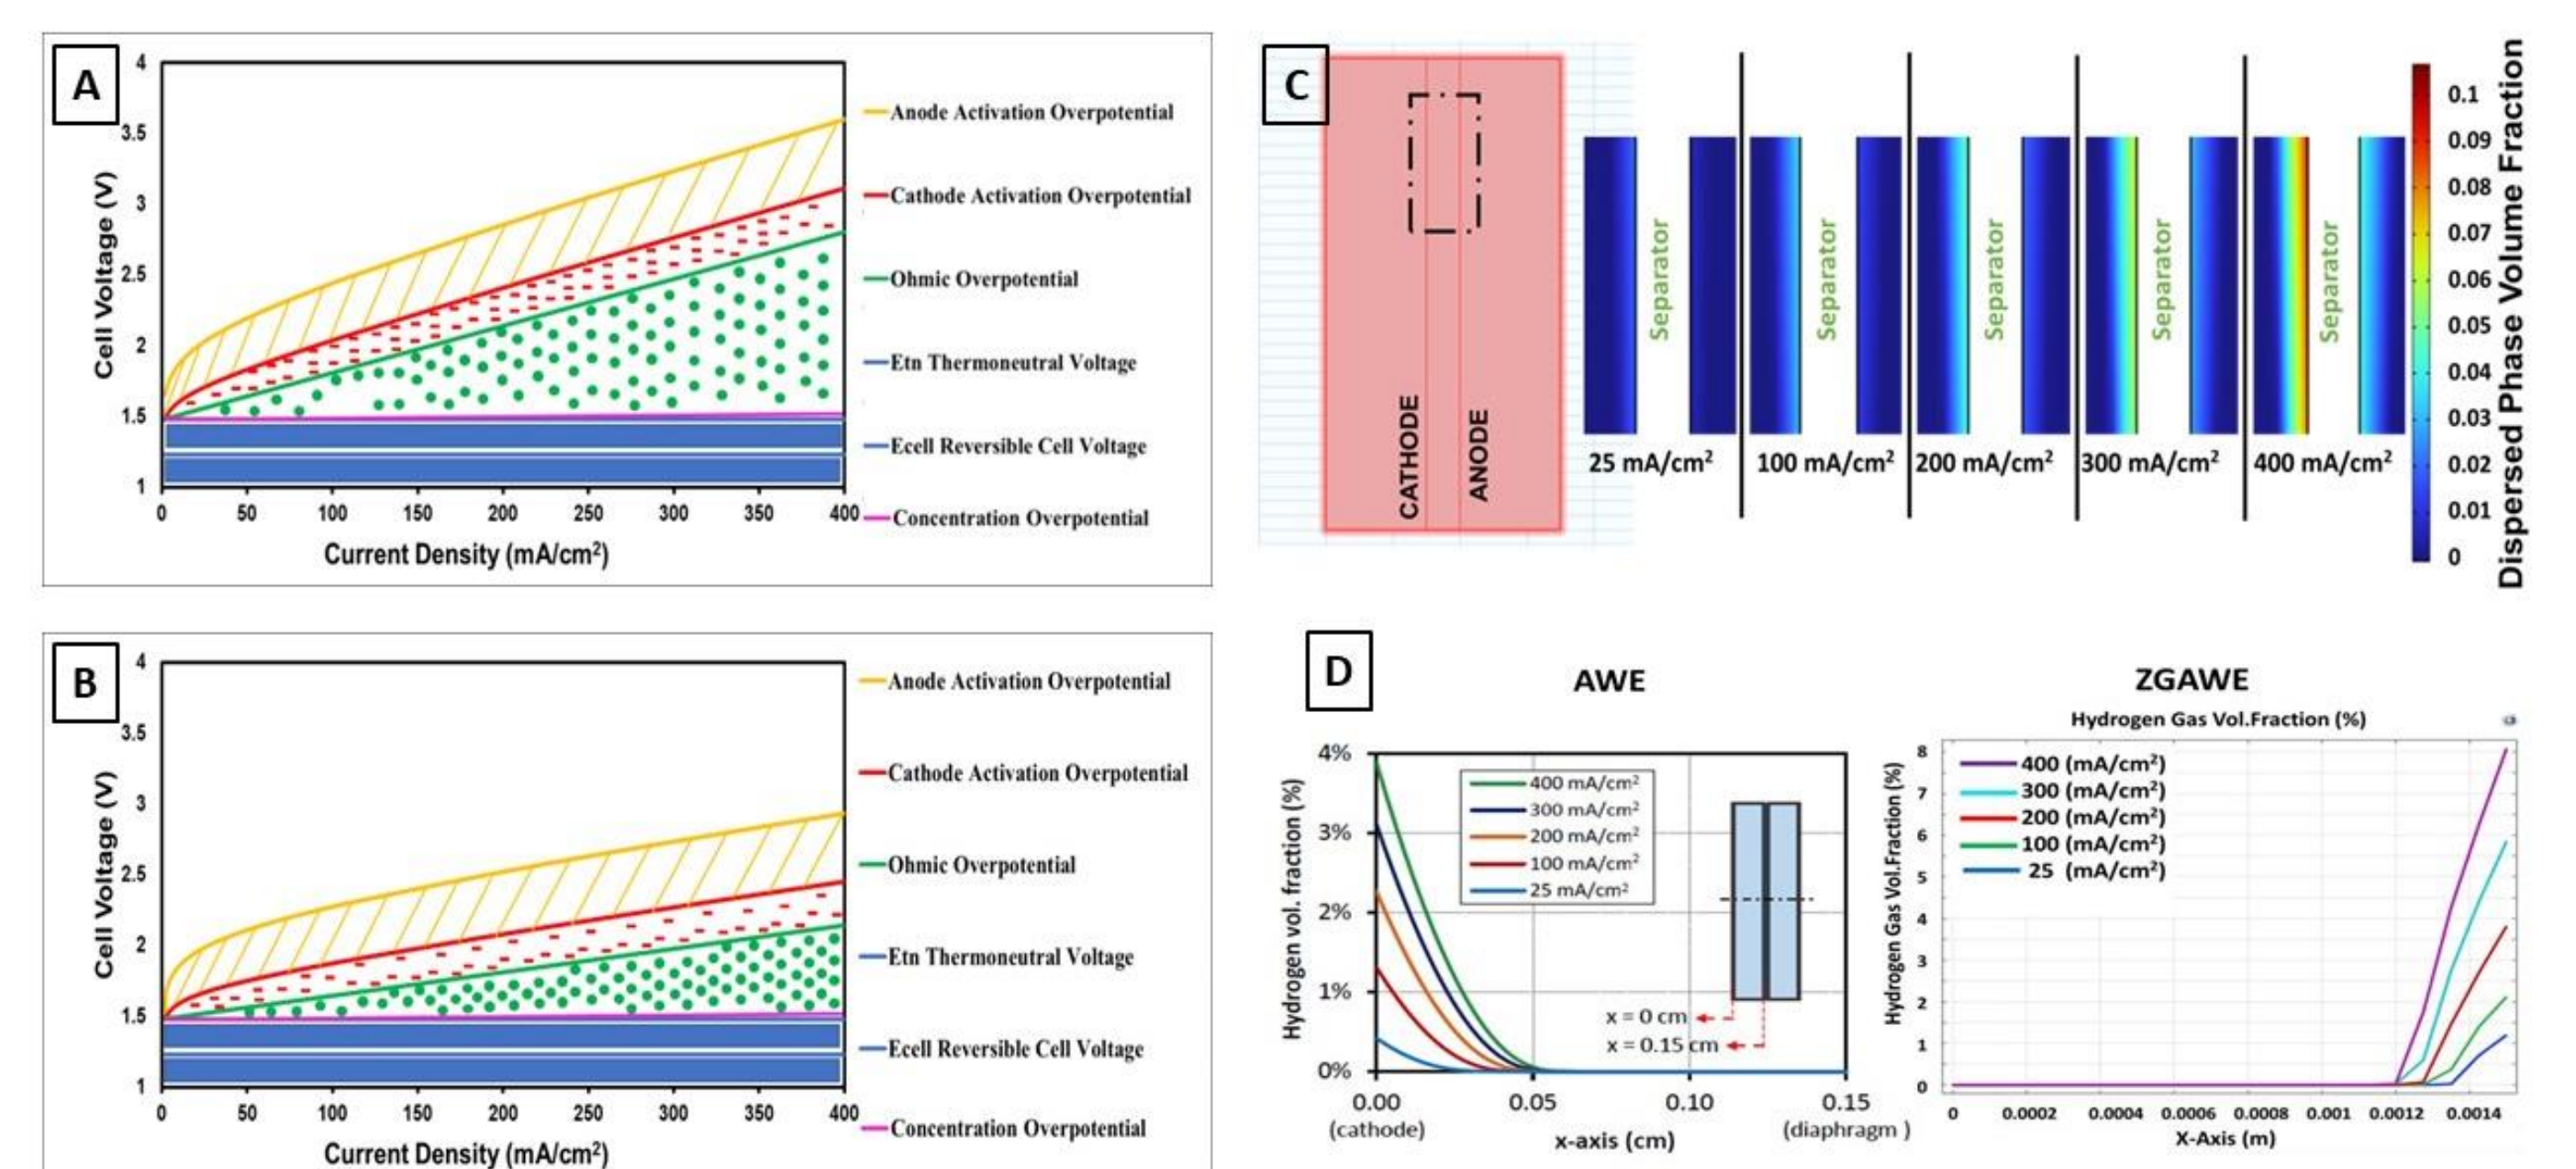 A
4
3.5
3
2.5
2
1.5
1
Cell Voltage (V)
0 50 100 150 200 250 300 350 400
Current Density (mA/cm²)
Anode Activation Overpotential
Cathode Activation Overpotential
Ohmic Overpotential
Etn Thermoneutral Voltage
Ecell Reversible Cell Voltage
Concentration Overpotential
C
CATHODE
ANODE
Separator
Separator
Separator
Separator
Separator
25 mA/cm²
100 mA/cm²
200 mA/cm²
300 mA/cm²
400 mA/cm²
0.1
0.09
0.08
0.07
0.06
0.05
0.04
0.03
0.02
0.01
0
Dispersed Phase Volume Fraction
B
4
3.5
3
2.5
2
1.5
1
Cell Voltage (V)
0 50 100 150 200 250 300 350 400
Current Density (mA/cm²)
Anode Activation Overpotential
Cathode Activation Overpotential
Ohmic Overpotential
Etn Thermoneutral Voltage
Ecell Reversible Cell Voltage
Concentration Overpotential
D
AWE
4%
3%
2%
1%
0%
Hydrogen vol. fraction (%)
400 mA/cm²
300 mA/cm²
200 mA/cm²
100 mA/cm²
25 mA/cm²
x = 0 cm
x = 0.15 cm
0.00 0.05 0.10 0.15
(cathode) (diaphragm )
x-axis (cm)
ZGAWE
Hydrogen Gas Vol.Fraction (%)
8
7
6
5
4
3
2
1
0
Hydrogen Gas Vol.Fraction (%)
400 (mA/cm²)
300 (mA/cm²)
200 (mA/cm²)
100 (mA/cm²)
25 (mA/cm²)
0 0.0002 0.0004 0.0006 0.0008 0.001 0.0012 0.0014
X-Axis (m)